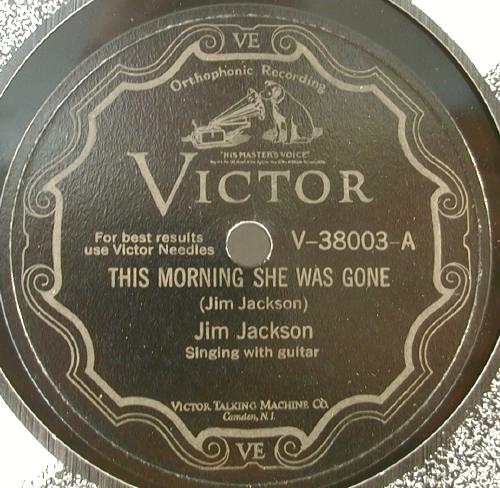 VE
Orthophonic Recording
"HIS MASTER'S VOICE"
VICTOR
For best results
use Victor Needles
V-38003-A
THIS MORNING SHE WAS GONE
(Jim Jackson)
Jim Jackson
Singing with guitar
VICTOR TALKING MACHINE CO.
Camden, N.J.
VE